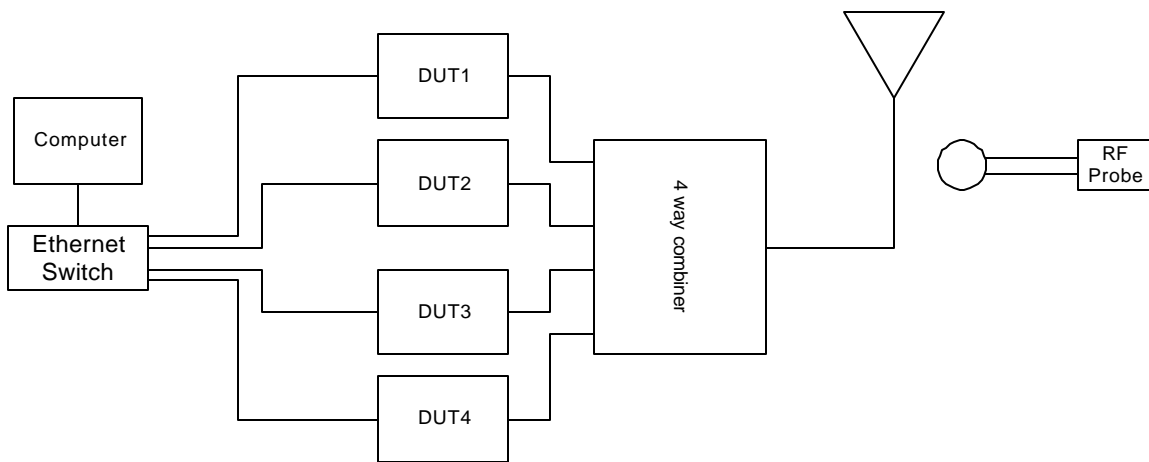 Computer
Ethernet
Switch
DUT1
DUT2
DUT3
DUT4
4 way combiner
RF
Probe